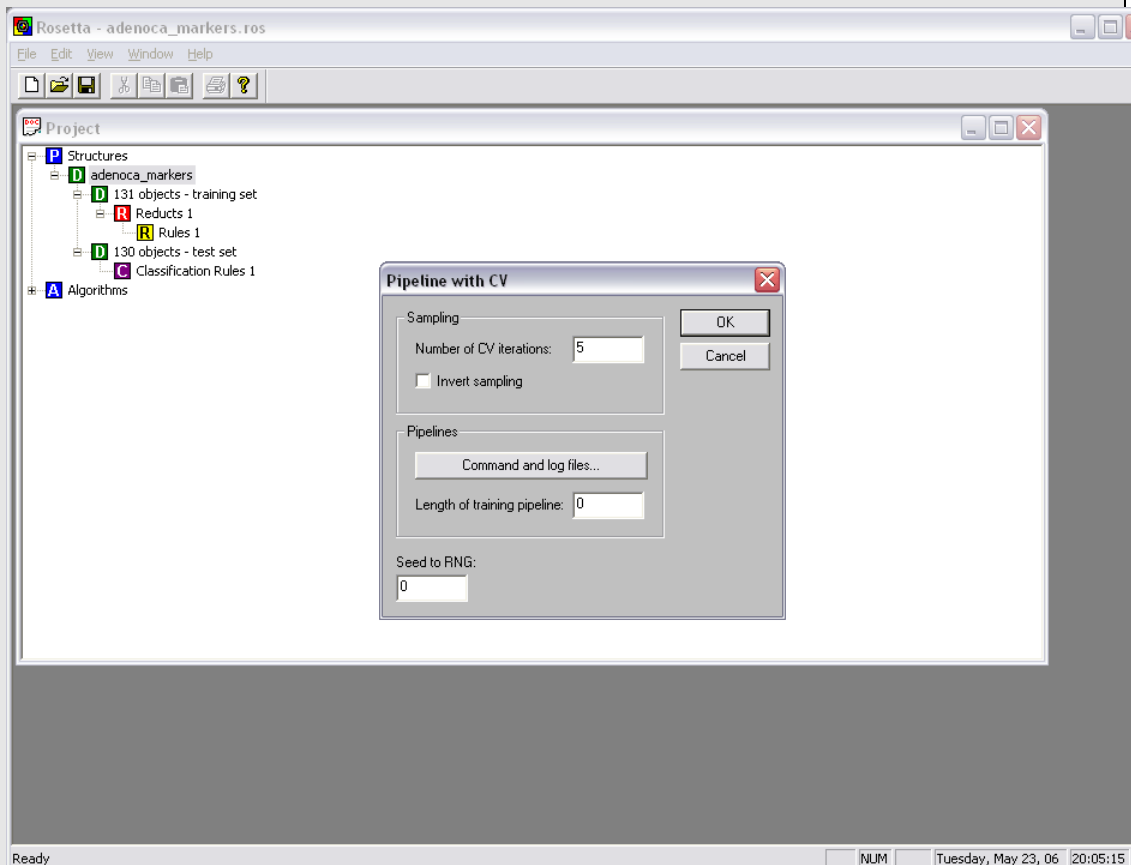 Rosetta - adenoca_markers.ros
File Edit View Window Help
Project
P Structures
D adenoca_markers
D 131 objects - training set
R Reducts 1
R Rules 1
D 130 objects - test set
C Classification Rules 1
A Algorithms
Pipeline with CV
Sampling
Number of CV iterations: 5
Invert sampling
OK
Cancel
Pipelines
Command and log files...
Length of training pipeline: 0
Seed to RNG:
0
Ready NUM Tuesday, May 23, 06 20:05:15